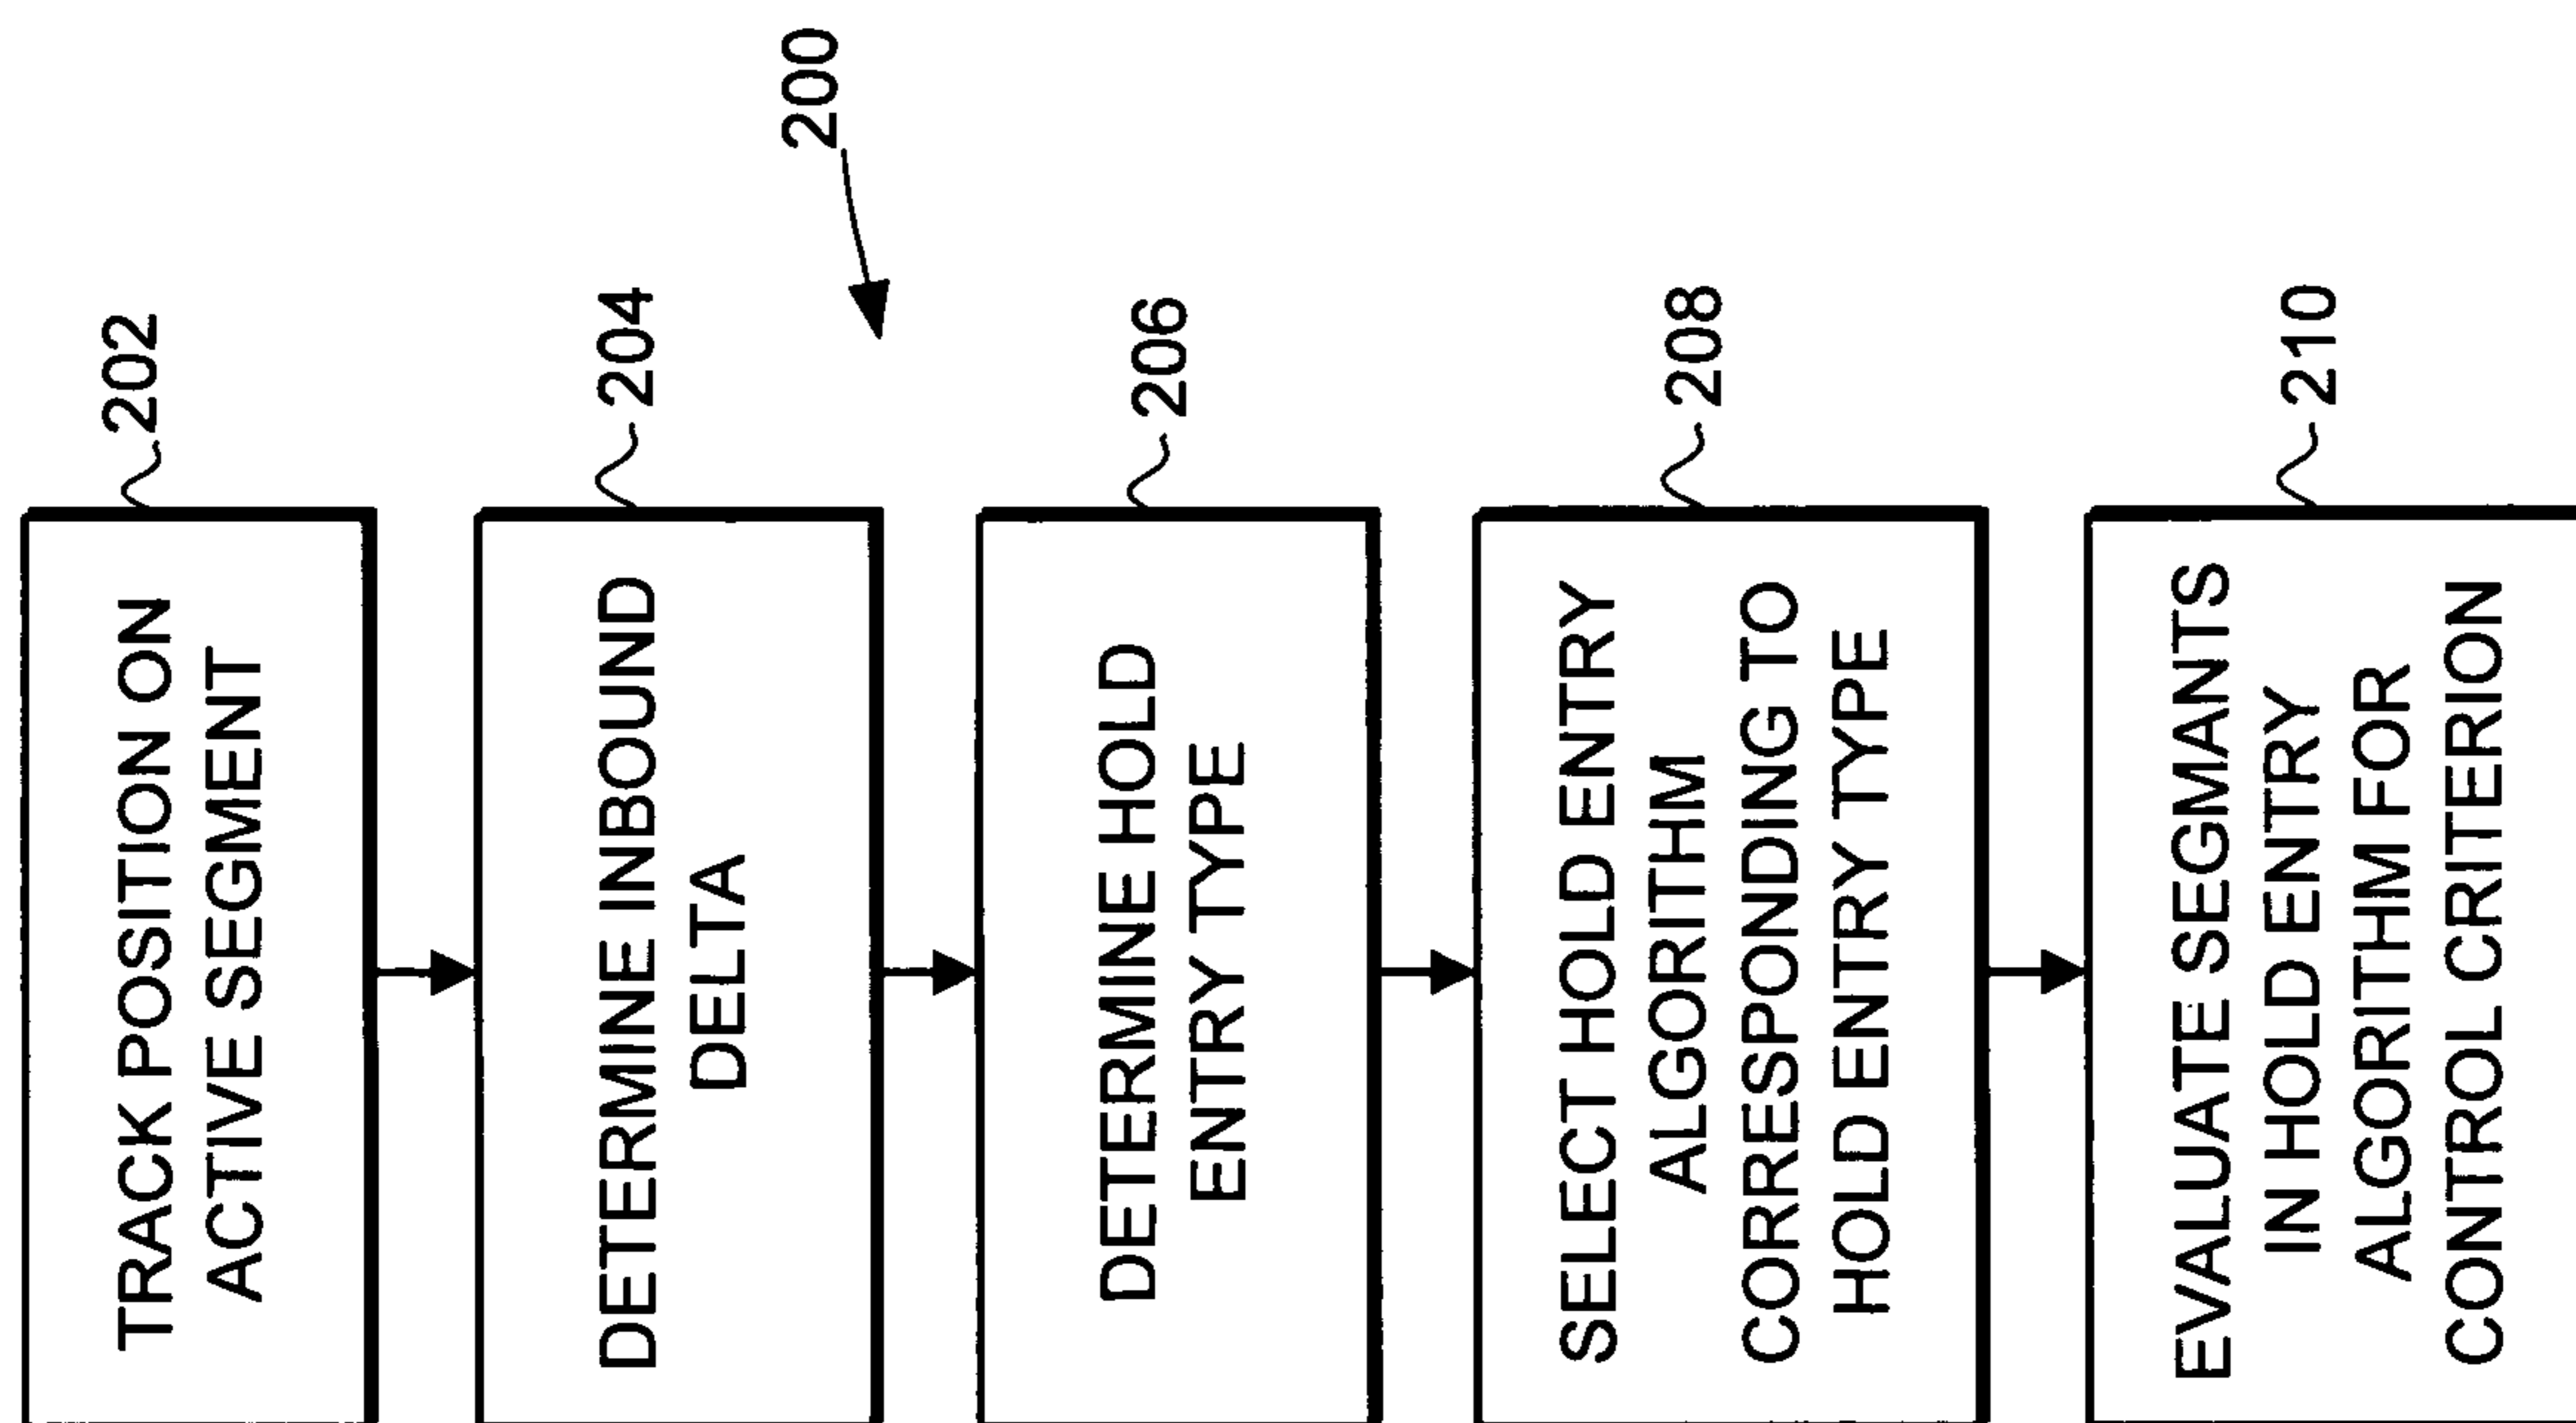 200
TRACK POSITION ON
ACTIVE SEGMENT
202
DETERMINE INBOUND
DELTA
204
DETERMINE HOLD
ENTRY TYPE
206
SELECT HOLD ENTRY
ALGORITHM
CORRESPONDING TO
HOLD ENTRY TYPE
208
EVALUATE SEGMANTS
IN HOLD ENTRY
ALGORITHM FOR
CONTROL CRITERION
210